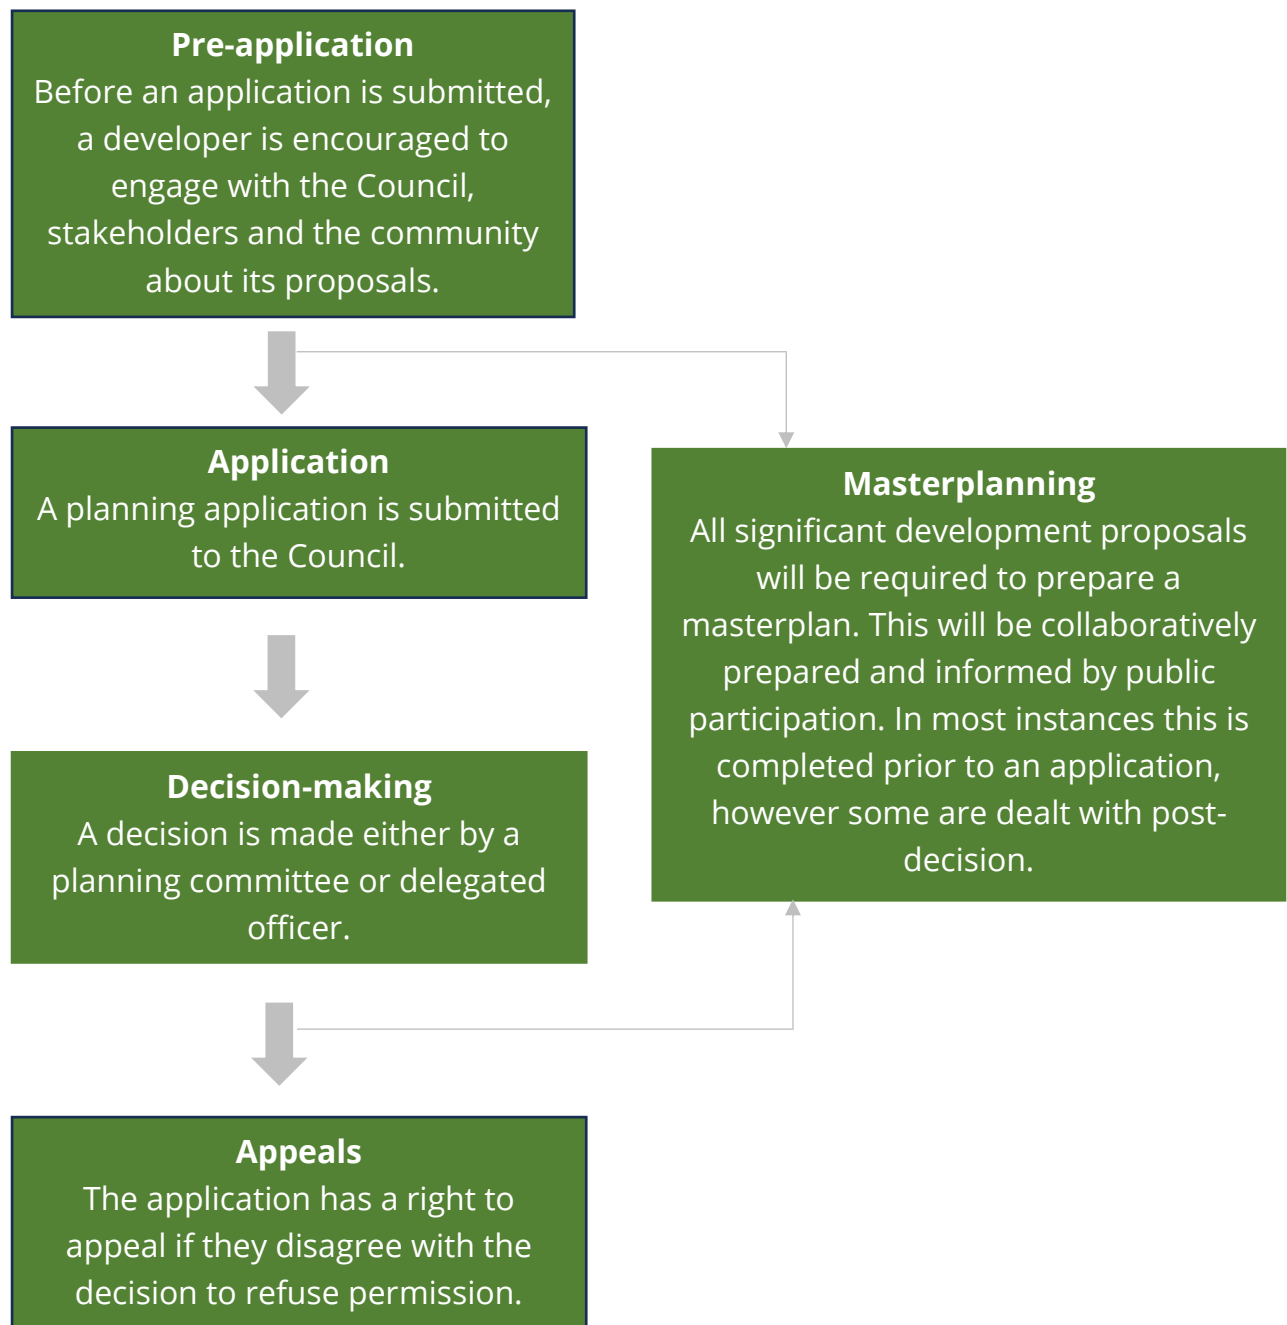 Pre-application
Before an application is submitted,
a developer is encouraged to
engage with the Council,
stakeholders and the community
about its proposals.
Application
A planning application is submitted
to the Council.
Masterplanning
All significant development proposals
will be required to prepare a
masterplan. This will be collaboratively
prepared and informed by public
participation. In most instances this is
completed prior to an application,
however some are dealt with post-
decision.
Decision-making
A decision is made either by a
planning committee or delegated
officer.
Appeals
The application has a right to
appeal if they disagree with the
decision to refuse permission.